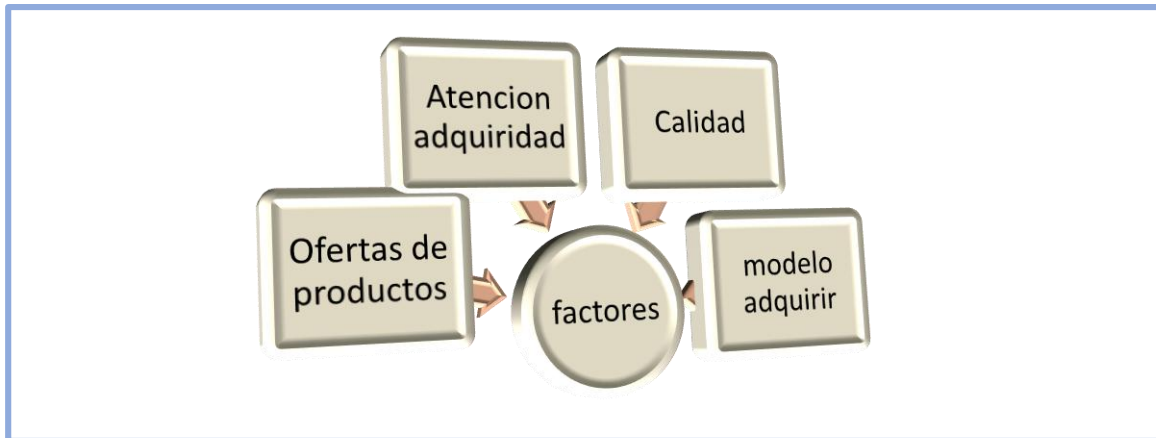 Atencion
adquiridad
Calidad
Ofertas de
productos
factores
modelo
adquirir